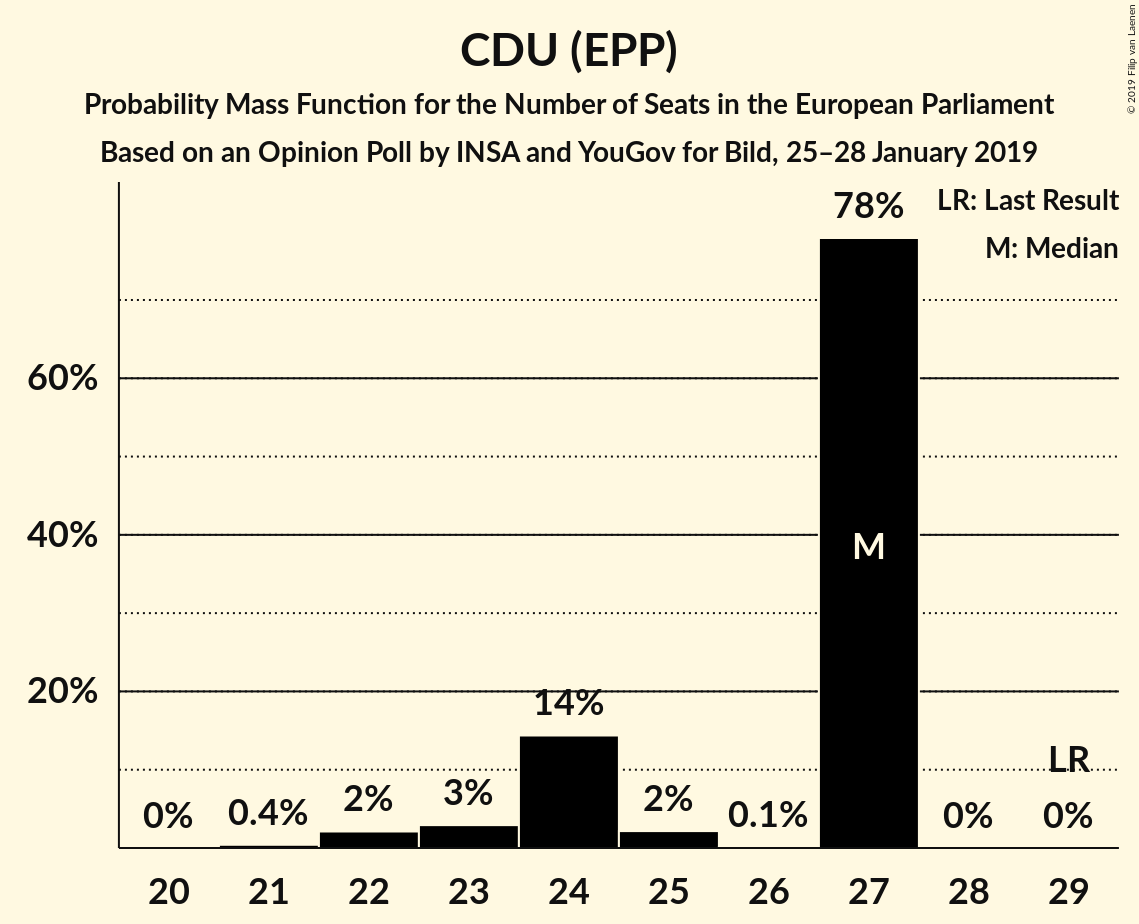 CDU (EPP)
Probability Mass Function for the Number of Seats in the European Parliament
Based on an Opinion Poll by INSA and YouGov for Bild, 25–28 January 2019
© 2019 Filip van Laenen
LR: Last Result
M: Median
78%
60%
40%
20%
M
14%
LR
0%
0.4%
2%
3%
2%
0.1%
0%
0%
20 21 22 23 24 25 26 27 28 29